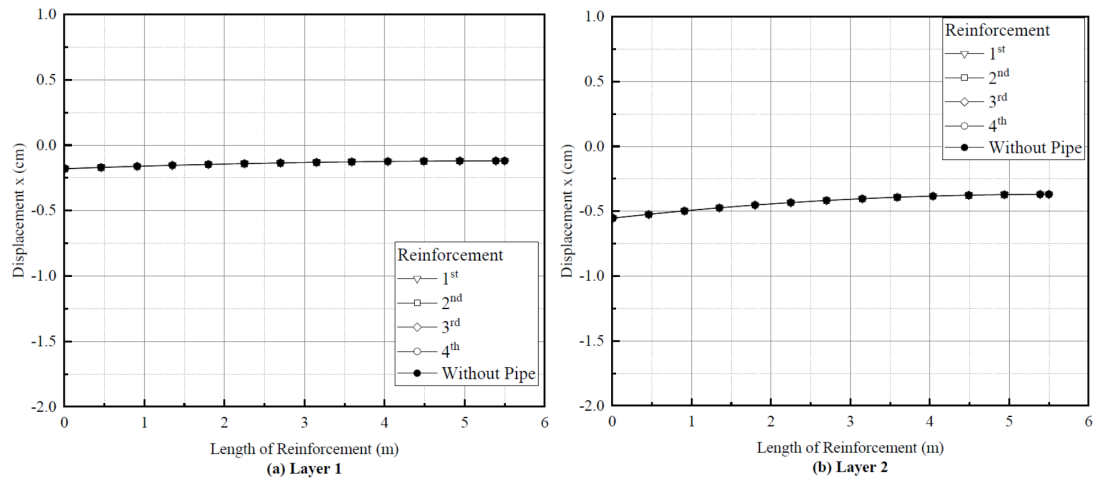 1.0
0.5
0.0
-0.5
-1.0
-1.5
-2.0
Displacement x (cm)
Reinforcement
1st
2nd
3rd
4th
Without Pipe
0 1 2 3 4 5 6
Length of Reinforcement (m)
(a) Layer 1
1.0
0.5
0.0
-0.5
-1.0
-1.5
-2.0
Displacement x (cm)
Reinforcement
1st
2nd
3rd
4th
Without Pipe
0 1 2 3 4 5 6
Length of Reinforcement (m)
(b) Layer 2